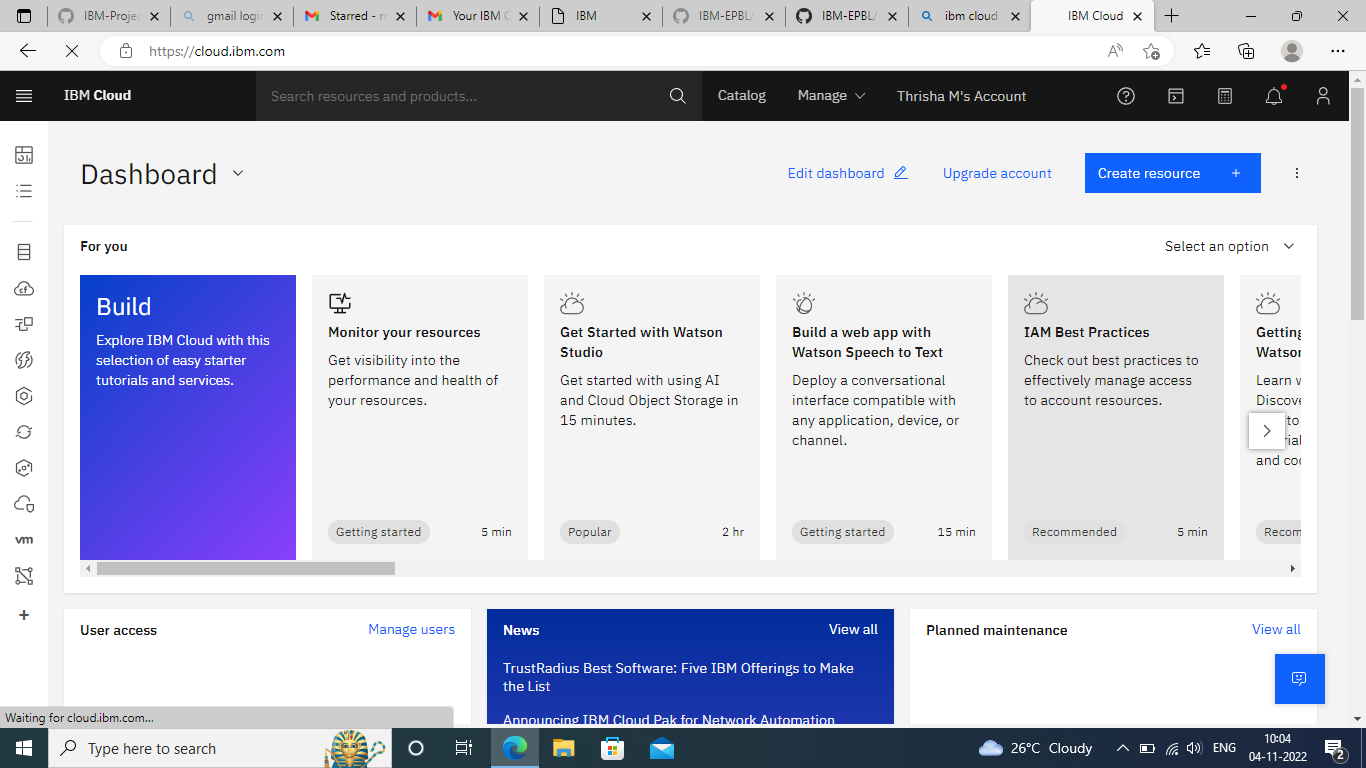 IBM-Projec
gmail login
Starred - m
Your IBM C
IBM
IBM-EPBL/
IBM-EPBL/
ibm cloud
IBM Cloud
https://cloud.ibm.com
IBM Cloud
Search resources and products...
Catalog
Manage
Thrisha M's Account
Dashboard
Edit dashboard
Upgrade account
Create resource +
For you
Select an option
Build
Explore IBM Cloud with this
selection of easy starter
tutorials and services.
Monitor your resources
Get visibility into the
performance and health of
your resources.
Getting started
5 min
Get Started with Watson
Studio
Get started with using AI
and Cloud Object Storage in
15 minutes.
Popular
2 hr
Build a web app with
Watson Speech to Text
Deploy a conversational
interface compatible with
any application, device, or
channel.
Getting started
15 min
IAM Best Practices
Check out best practices to
effectively manage access
to account resources.
Recommended
5 min
Getting
Watson
Learn
Discove
to
rial
and coo
Recom
vm
User access
Manage users
News
View all
TrustRadius Best Software: Five IBM Offerings to Make
the List
Announcing IBM Cloud Pak for Network Automation
Planned maintenance
View all
Waiting for cloud.ibm.com...
Type here to search
26°C Cloudy
ENG
10:04
04-11-2022
2